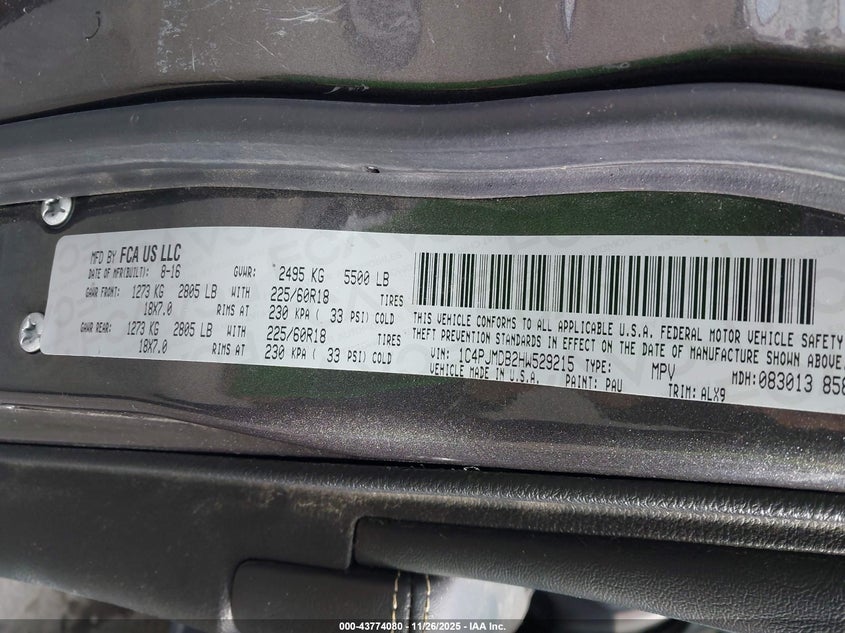 MFD BY FCA US LLC
DATE OF MFR(BUILT): 8-16 GVWR: 2495 KG 5500 LB
GAWR FRONT: 1273 KG 2805 LB WITH 225/60R18 TIRES
18X7.0 RIMS AT 230 KPA ( 33 PSI) COLD
GAWR REAR: 1273 KG 2805 LB WITH 225/60R18 TIRES
18X7.0 RIMS AT 230 KPA ( 33 PSI) COLD
THIS VEHICLE CONFORMS TO ALL APPLICABLE U.S.A. FEDERAL MOTOR VEHICLE SAFETY
THEFT PREVENTION STANDARDS IN EFFECT ON THE DATE OF MANUFACTURE SHOWN ABOVE.
VIN: 1C4PJMDB2HW529215 TYPE: MPV MDH:083013 858
VEHICLE MADE IN U.S.A. PAINT: PAU TRIM: ALX9
000-43774080 - 11/26/2025 - IAA Inc.